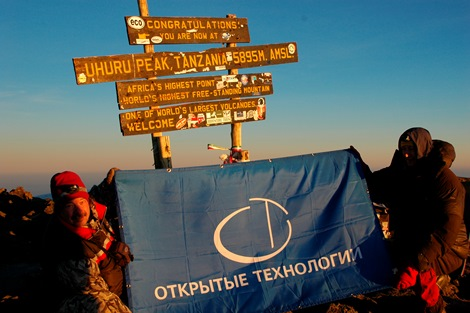 eco
CONGRATULATIONS
YOU ARE NOW AT
UHURU PEAK, TANZANIA, 5895M. AMSL
AFRICA'S HIGHEST POINT
WORLD'S HIGHEST FREE-STANDING MOUNTAIN
ONE OF WORLD'S LARGEST VOLCANOES.
WELCOME
ОТКРЫТЫЕ ТЕХНОЛОГИИ